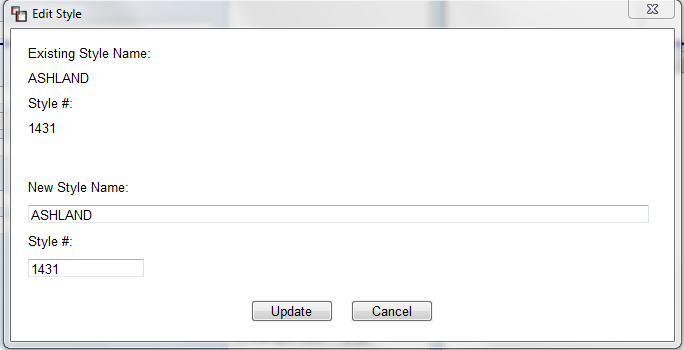 Edit Style
Existing Style Name:
ASHLAND
Style #:
1431
New Style Name:
ASHLAND
Style #:
1431
Update Cancel